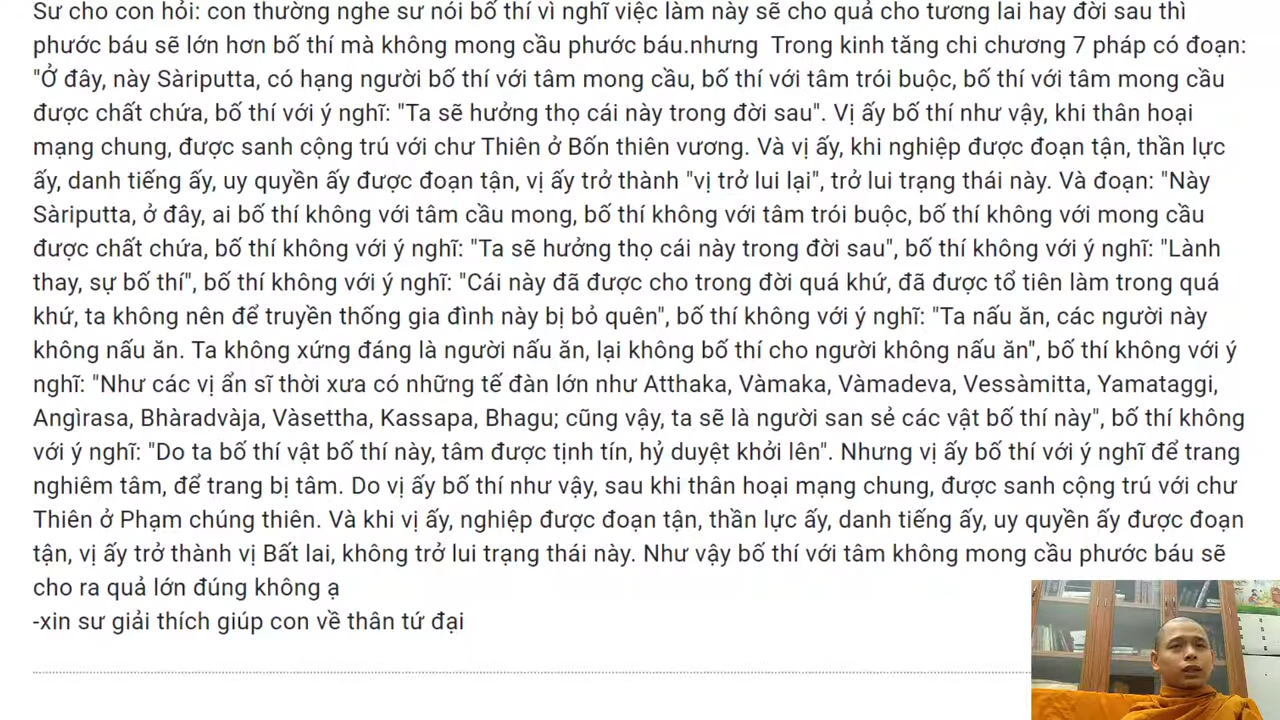 Sư cho con hỏi: con thường nghe sư nói bố thí vì nghĩ việc làm này sẽ cho quả cho tương lai hay đời sau thì
phước báu sẽ lớn hơn bố thí mà không mong cầu phước báu.nhưng  Trong kinh tăng chi chương 7 pháp có đoạn:
"Ở đây, này Sàriputta, có hạng người bố thí với tâm mong cầu, bố thí với tâm trói buộc, bố thí với tâm mong cầu
được chất chứa, bố thí với ý nghĩ: "Ta sẽ hưởng thọ cái này trong đời sau". Vị ấy bố thí như vậy, khi thân hoại
mạng chung, được sanh cộng trú với chư Thiên ở Bốn thiên vương. Và vị ấy, khi nghiệp được đoạn tận, thần lực
ấy, danh tiếng ấy, uy quyền ấy được đoạn tận, vị ấy trở thành "vị trở lui lại", trở lui trạng thái này. Và đoạn: "Này
Sàriputta, ở đây, ai bố thí không với tâm cầu mong, bố thí không với tâm trói buộc, bố thí không với mong cầu
được chất chứa, bố thí không với ý nghĩ: "Ta sẽ hưởng thọ cái này trong đời sau", bố thí không với ý nghĩ: "Lành
thay, sự bố thí", bố thí không với ý nghĩ: "Cái này đã được cho trong đời quá khứ, đã được tổ tiên làm trong quá
khứ, ta không nên để truyền thống gia đình này bị bỏ quên", bố thí không với ý nghĩ: "Ta nấu ăn, các người này
không nấu ăn. Ta không xứng đáng là người nấu ăn, lại không bố thí cho người không nấu ăn", bố thí không với ý
nghĩ: "Như các vị ẩn sĩ thời xưa có những tế đàn lớn như Atthaka, Vàmaka, Vàmadeva, Vessàmitta, Yamataggi,
Angìrasa, Bhàradvàja, Vàsettha, Kassapa, Bhagu; cũng vậy, ta sẽ là người san sẻ các vật bố thí này", bố thí không
với ý nghĩ: "Do ta bố thí vật bố thí này, tâm được tịnh tín, hỷ duyệt khởi lên". Nhưng vị ấy bố thí với ý nghĩ để trang
nghiêm tâm, để trang bị tâm. Do vị ấy bố thí như vậy, sau khi thân hoại mạng chung, được sanh cộng trú với chư
Thiên ở Phạm chúng thiên. Và khi vị ấy, nghiệp được đoạn tận, thần lực ấy, danh tiếng ấy, uy quyền ấy được đoạn
tận, vị ấy trở thành vị Bất lai, không trở lui trạng thái này. Như vậy bố thí với tâm không mong cầu phước báu sẽ
cho ra quả lớn đúng không ạ
-xin sư giải thích giúp con về thân tứ đại